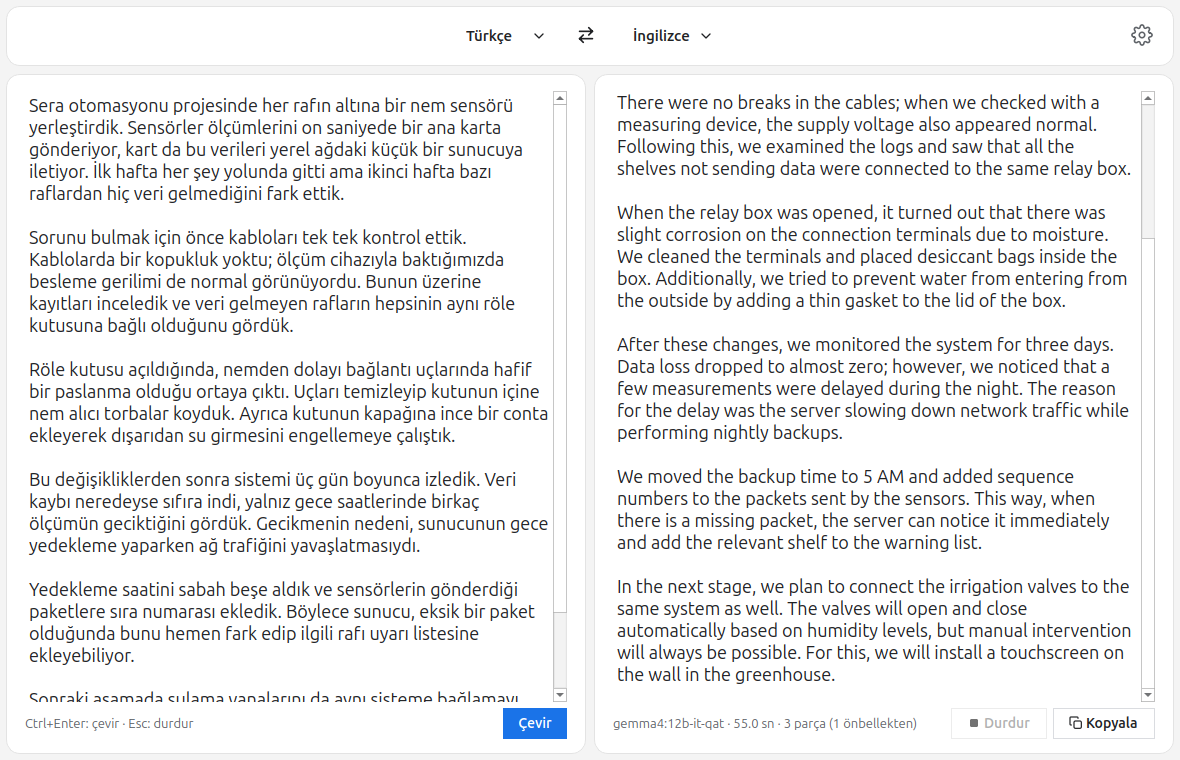 Türkçe
İngilizce
Sera otomasyonu projesinde her rafın altına bir nem sensörü
yerleştirdik. Sensörler ölçümlerini on saniyede bir ana karta
gönderiyor, kart da bu verileri yerel ağdaki küçük bir sunucuya
iletiyor. İlk hafta her şey yolunda gitti ama ikinci hafta bazı
raflardan hiç veri gelmediğini fark ettik.
Sorunu bulmak için önce kabloları tek tek kontrol ettik.
Kablolarda bir kopukluk yoktu; ölçüm cihazıyla baktığımızda
besleme gerilimi de normal görünüyordu. Bunun üzerine
kayıtları inceledik ve veri gelmeyen rafların hepsinin aynı röle
kutusuna bağlı olduğunu gördük.
Röle kutusu açıldığında, nemden dolayı bağlantı uçlarında hafif
bir paslanma olduğu ortaya çıktı. Uçları temizleyip kutunun içine
nem alıcı torbalar koyduk. Ayrıca kutunun kapağına ince bir conta
ekleyerek dışarıdan su girmesini engellemeye çalıştık.
Bu değişikliklerden sonra sistemi üç gün boyunca izledik. Veri
kaybı neredeyse sıfıra indi, yalnız gece saatlerinde birkaç
ölçümün geciktiğini gördük. Gecikmenin nedeni, sunucunun gece
yedekleme yaparken ağ trafiğini yavaşlatmasıydı.
Yedekleme saatini sabah beşe aldık ve sensörlerin gönderdiği
paketlere sıra numarası ekledik. Böylece sunucu, eksik bir paket
olduğunda bunu hemen fark edip ilgili rafı uyarı listesine
ekleyebiliyor.
Sonraki aşamada sulama vanalarını da aynı sisteme bağlamayı
Ctrl+Enter: çevir · Esc: durdur
Çevir
There were no breaks in the cables; when we checked with a
measuring device, the supply voltage also appeared normal.
Following this, we examined the logs and saw that all the
shelves not sending data were connected to the same relay box.
When the relay box was opened, it turned out that there was
slight corrosion on the connection terminals due to moisture.
We cleaned the terminals and placed desiccant bags inside the
box. Additionally, we tried to prevent water from entering from
the outside by adding a thin gasket to the lid of the box.
After these changes, we monitored the system for three days.
Data loss dropped to almost zero; however, we noticed that a
few measurements were delayed during the night. The reason
for the delay was the server slowing down network traffic while
performing nightly backups.
We moved the backup time to 5 AM and added sequence
numbers to the packets sent by the sensors. This way, when
there is a missing packet, the server can notice it immediately
and add the relevant shelf to the warning list.
In the next stage, we plan to connect the irrigation valves to the
same system as well. The valves will open and close
automatically based on humidity levels, but manual intervention
will always be possible. For this, we will install a touchscreen on
the wall in the greenhouse.
gemma4:12b-it-qat · 55.0 sn · 3 parça (1 önbellekten)
Durdur
Kopyala